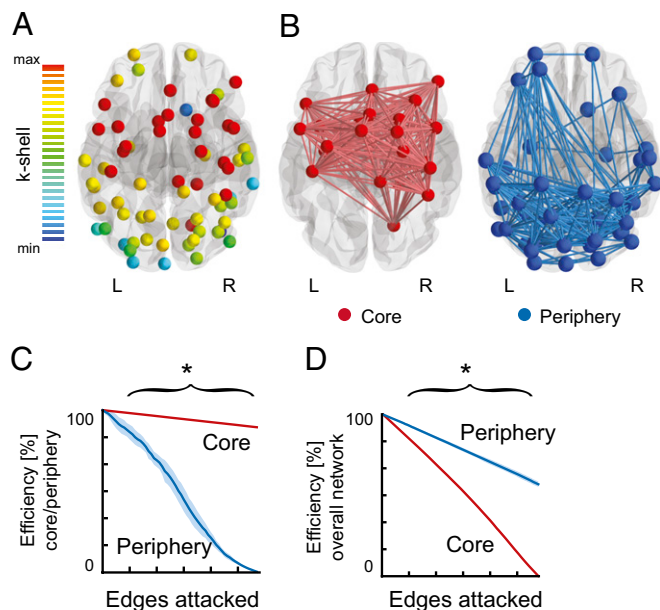 A
B
max
k-shell
min
L
R
L
R
L
R
Core
Periphery
C
*
100
Efficiency [%]
core/periphery
0
Core
Periphery
Edges attacked
D
*
100
Efficiency [%]
overall network
0
Periphery
Core
Edges attacked